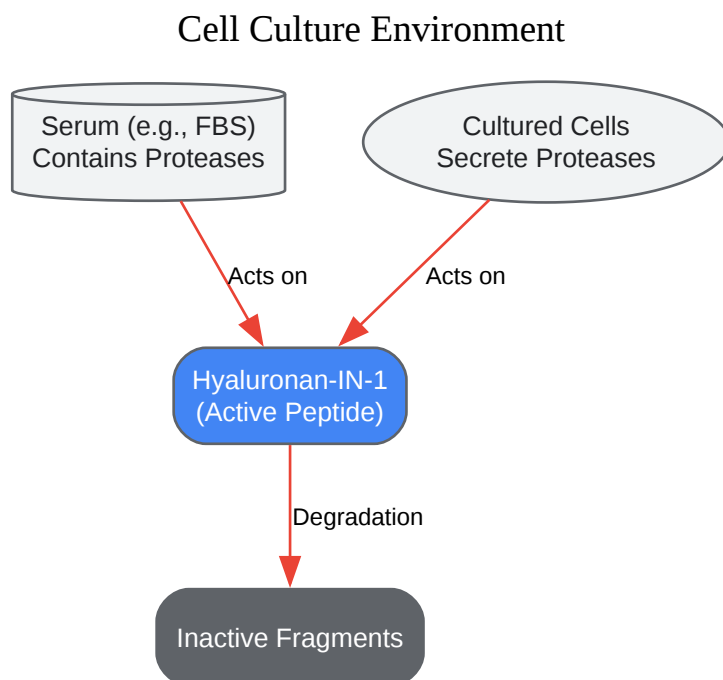 Cell Culture Environment
Serum (e.g., FBS)
Contains Proteases
Cultured Cells
Secrete Proteases
Acts on
Acts on
Hyaluronan-IN-1
(Active Peptide)
Degradation
Inactive Fragments